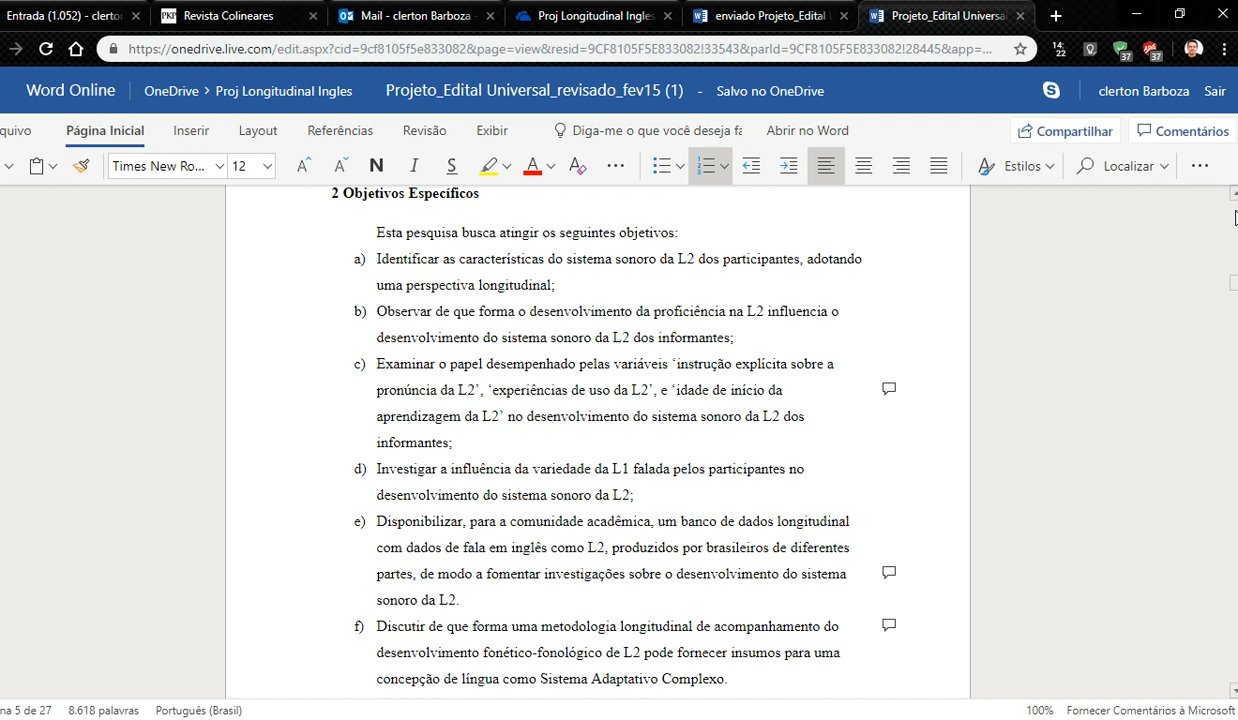 Entrada (1.052) - clerton
Revista Colineares
Mail - clerton Barboza -
Proj Longitudinal Ingles
enviado Projeto_Edital
Projeto_Edital Universa
https://onedrive.live.com/edit.aspx?cid=9cf8105f5e833082&page=view&resid=9CF8105F5E833082!33543&parId=9CF8105F5E833082!28445&app=...
14:
22
37
37
Word Online
OneDrive > Proj Longitudinal Ingles
Projeto_Edital Universal_revisado_fev15 (1) - Salvo no OneDrive
clerton Barboza
Sair
quivo
Página Inicial
Inserir
Layout
Referências
Revisão
Exibir
Diga-me o que você deseja fa
Abrir no Word
Compartilhar
Comentários
Times New Ro...
12
N
I
S
A
Estilos
Localizar
2 Objetivos Específicos
Esta pesquisa busca atingir os seguintes objetivos:
a) Identificar as características do sistema sonoro da L2 dos participantes, adotando
uma perspectiva longitudinal;
b) Observar de que forma o desenvolvimento da proficiência na L2 influencia o
desenvolvimento do sistema sonoro da L2 dos informantes;
c) Examinar o papel desempenhado pelas variáveis ‘instrução explícita sobre a
pronúncia da L2’, ‘experiências de uso da L2’, e ‘idade de início da
aprendizagem da L2’ no desenvolvimento do sistema sonoro da L2 dos
informantes;
d) Investigar a influência da variedade da L1 falada pelos participantes no
desenvolvimento do sistema sonoro da L2;
e) Disponibilizar, para a comunidade acadêmica, um banco de dados longitudinal
com dados de fala em inglês como L2, produzidos por brasileiros de diferentes
partes, de modo a fomentar investigações sobre o desenvolvimento do sistema
sonoro da L2.
f) Discutir de que forma uma metodologia longitudinal de acompanhamento do
desenvolvimento fonético-fonológico de L2 pode fornecer insumos para uma
concepção de língua como Sistema Adaptativo Complexo.
na 5 de 27
8.618 palavras
Português (Brasil)
100%
Fornecer Comentários à Microsoft